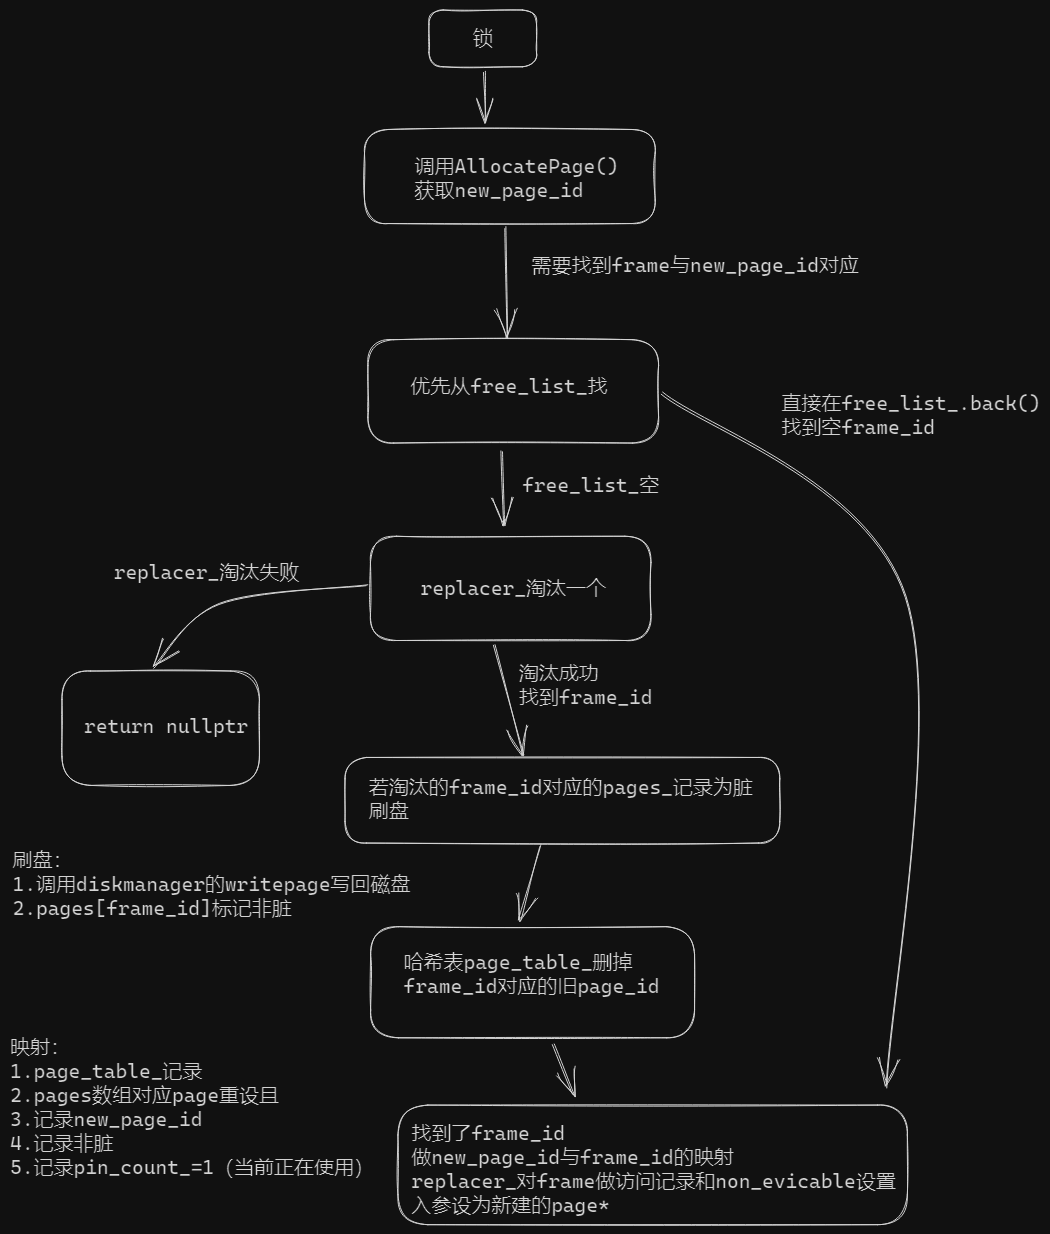 锁
调用AllocatePage()
获取new_page_id
需要找到frame与new_page_id对应
优先从free_list_找
直接在free_list_.back()
找到空frame_id
free_list_空
replacer_淘汰失败
replacer_淘汰一个
return nullptr
淘汰成功
找到frame_id
若淘汰的frame_id对应的pages_记录为脏
刷盘
刷盘：
1.调用diskmanager的writepage写回磁盘
2.pages[frame_id]标记非脏
哈希表page_table_删掉
frame_id对应的旧page_id
映射：
1.page_table_记录
2.pages数组对应page重设且
3.记录new_page_id
4.记录非脏
5.记录pin_count_=1（当前正在使用）
找到了frame_id
做new_page_id与frame_id的映射
replacer_对frame做访问记录和non_evicable设置
入参设为新建的page*